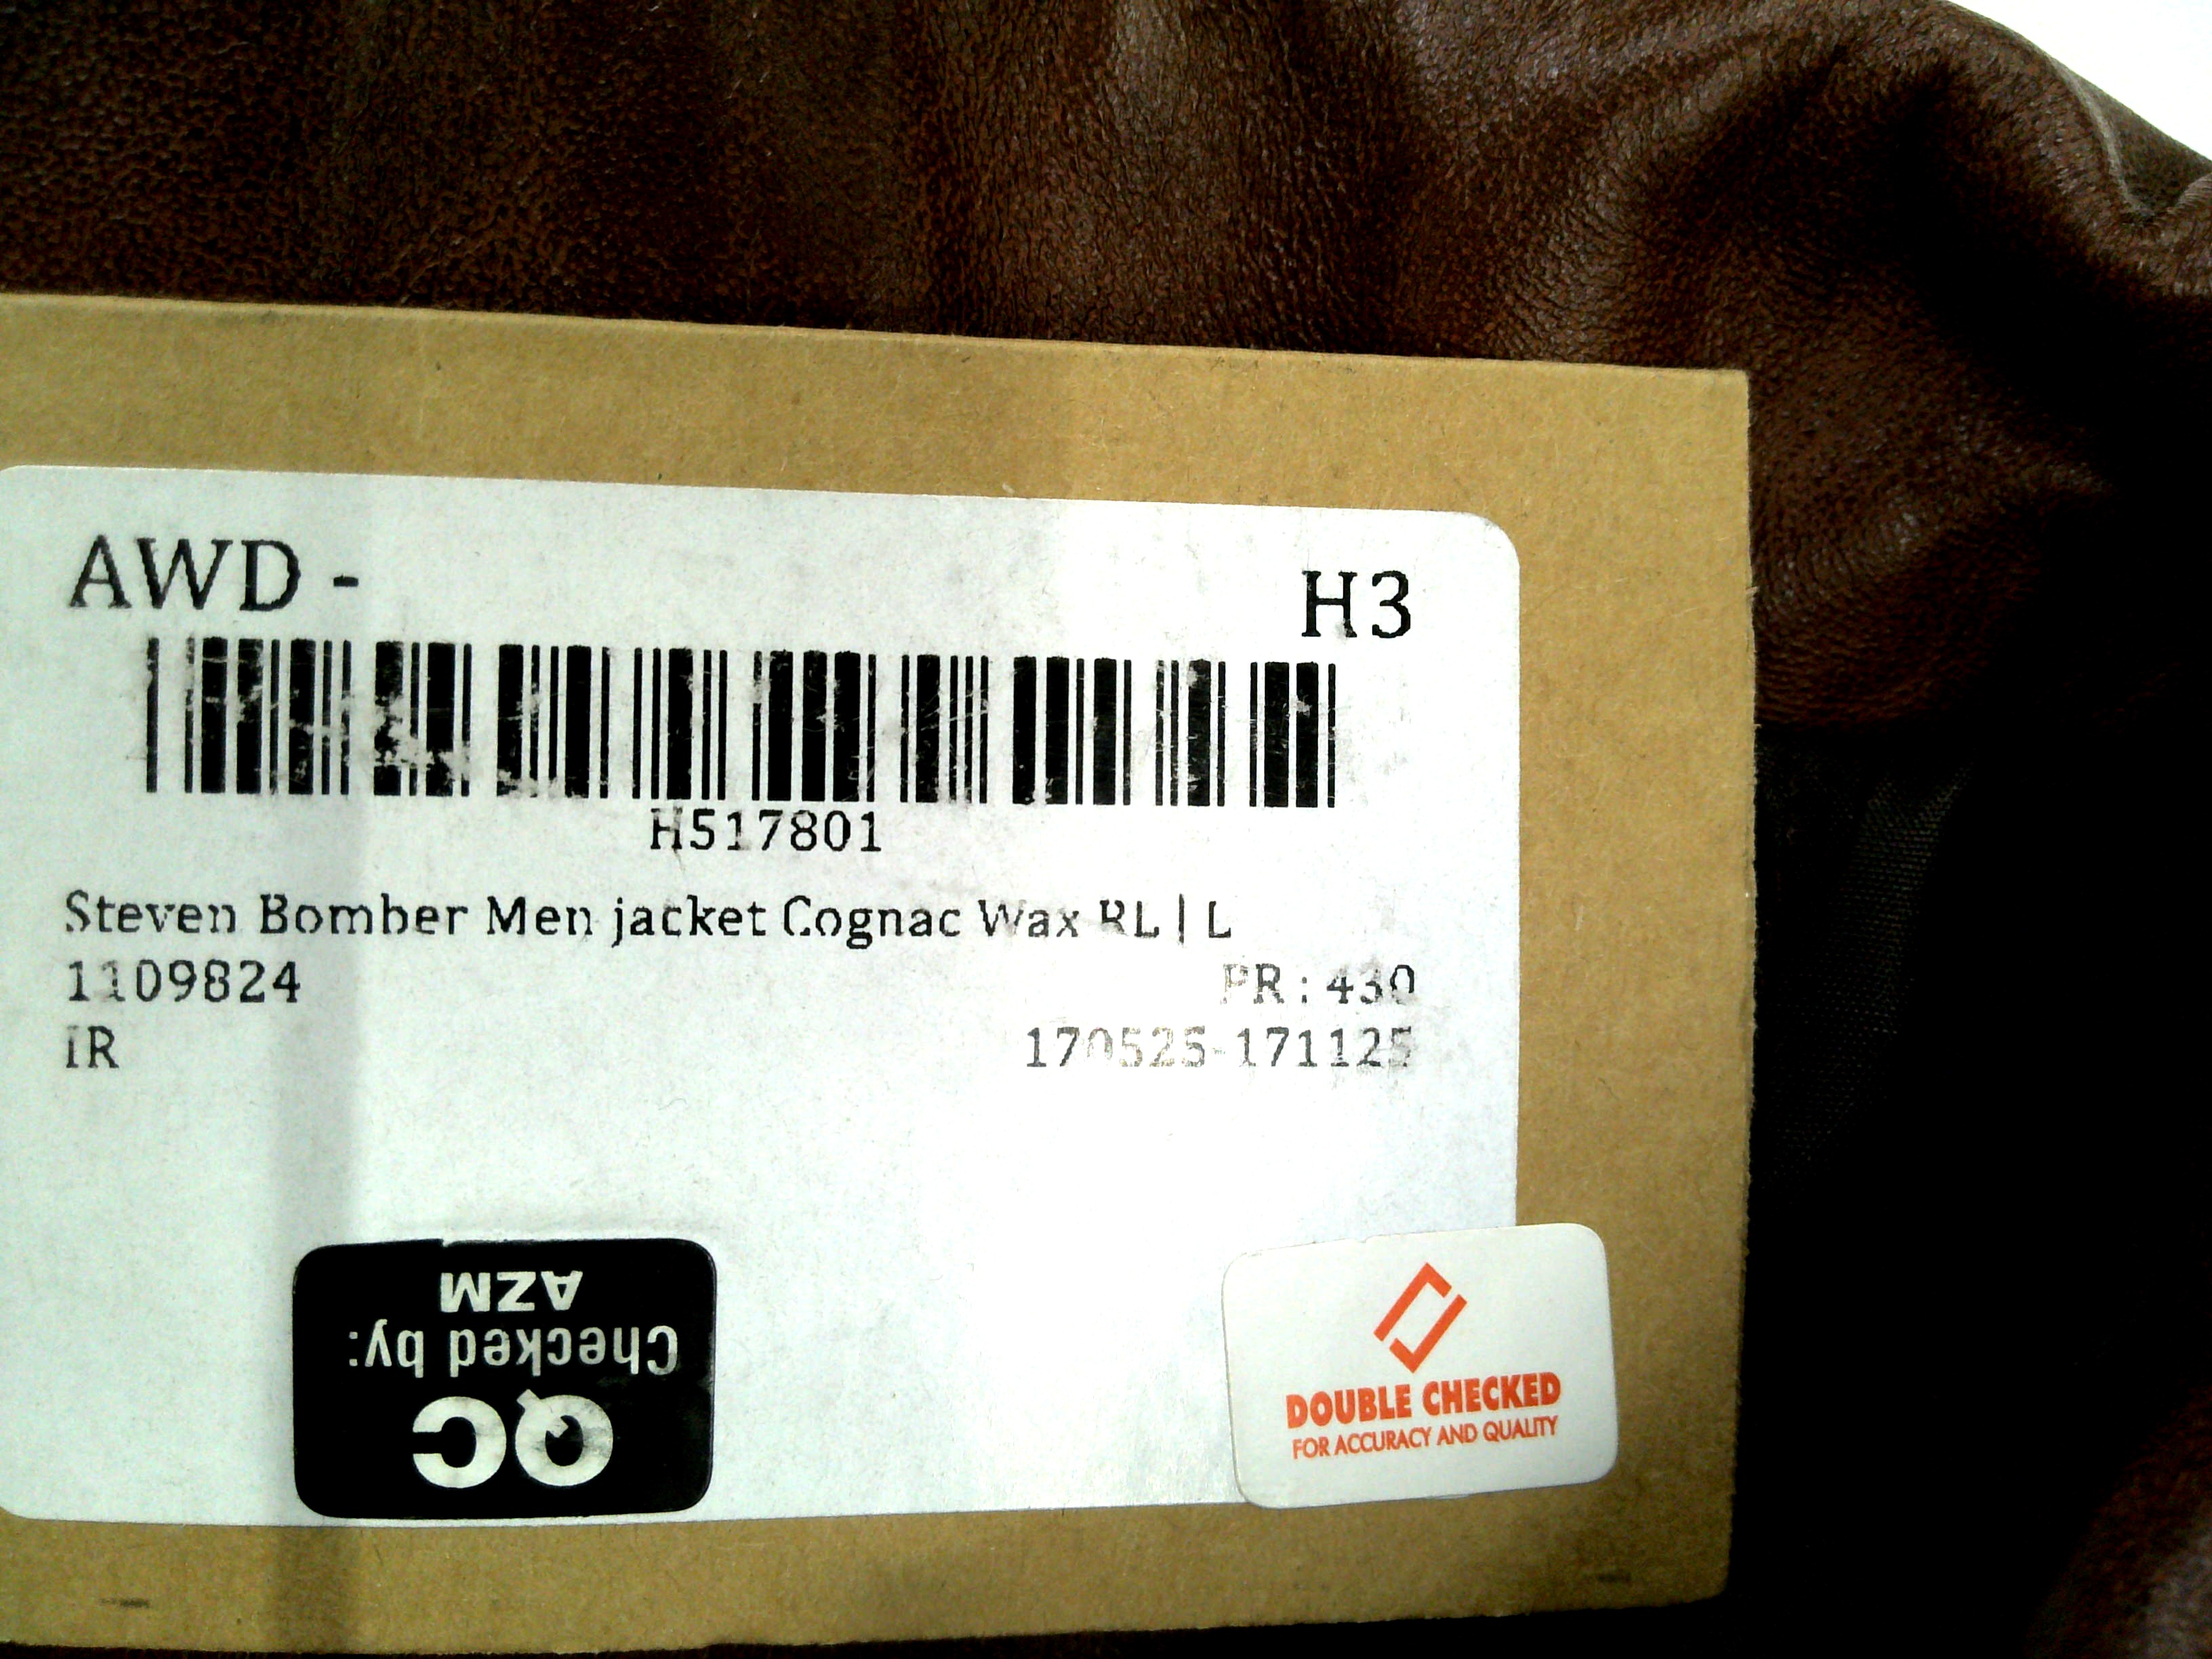 AWD - H3
H517801
Steven Bomber Men jacket Cognac Wax RL | L
1109824 PR : 430
IR 170525-171125
QC
Checked by:
AZM
DOUBLE CHECKED
FOR ACCURACY AND QUALITY